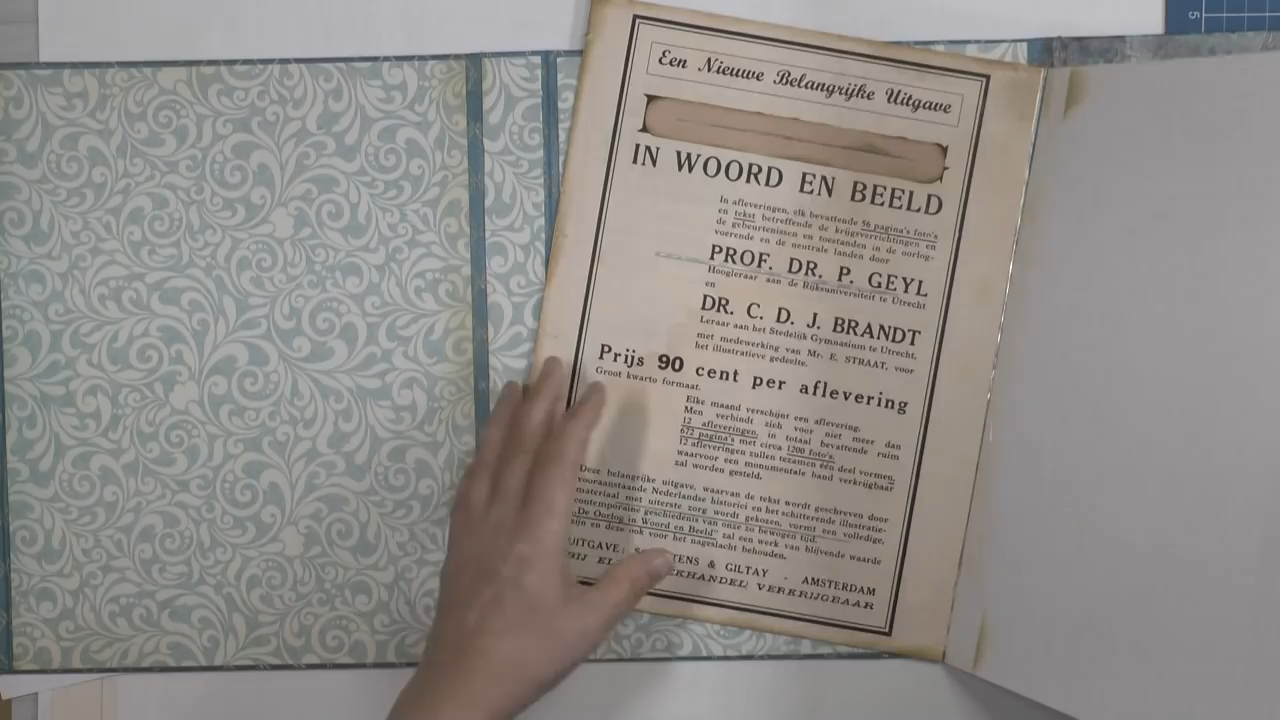 Een Nieuwe Belangrijke Uitgave
IN WOORD EN BEELD
In afleveringen, elk bevattende 56 pagina's foto's
en tekst betreffende de krijgsverrichtingen en
de gebeurtenissen en toestanden in de oorlog-
voerende en de neutrale landen door
PROF. DR. P. GEYL
Hoogleraar aan de Rijksuniversiteit te Utrecht
en
DR. C. D. J. BRANDT
Leraar aan het Stedelijk Gymnasium te Utrecht,
met medewerking van Mr. E. STRAAT, voor
het illustratieve gedeelte.
Prijs 90 cent per aflevering
Groot kwarto formaat.
Elke maand verschijnt een aflevering.
Men verbindt zich voor niet meer dan
12 afleveringen, in totaal bevattende ruim
672 pagina's met circa 1200 foto's.
12 afleveringen zullen tezamen één deel vormen,
waarvoor een monumentale band verkrijgbaar
zal worden gesteld.
Deze belangrijke uitgave, waarvan de tekst wordt geschreven door
vooraanstaande Nederlandse historici en het schitterende illustratie-
materiaal met uiterste zorg wordt gekozen, vormt een volledige,
contemporaine geschiedenis van onze zo bewogen tijd.
„De Oorlog in Woord en Beeld" zal een werk van blijvende waarde
zijn en deze ook voor het nageslacht behouden.
UITGAVE: TENS & GILTAY - AMSTERDAM
BIJ EL EKHANDEL VERKRIJGBAAR
5